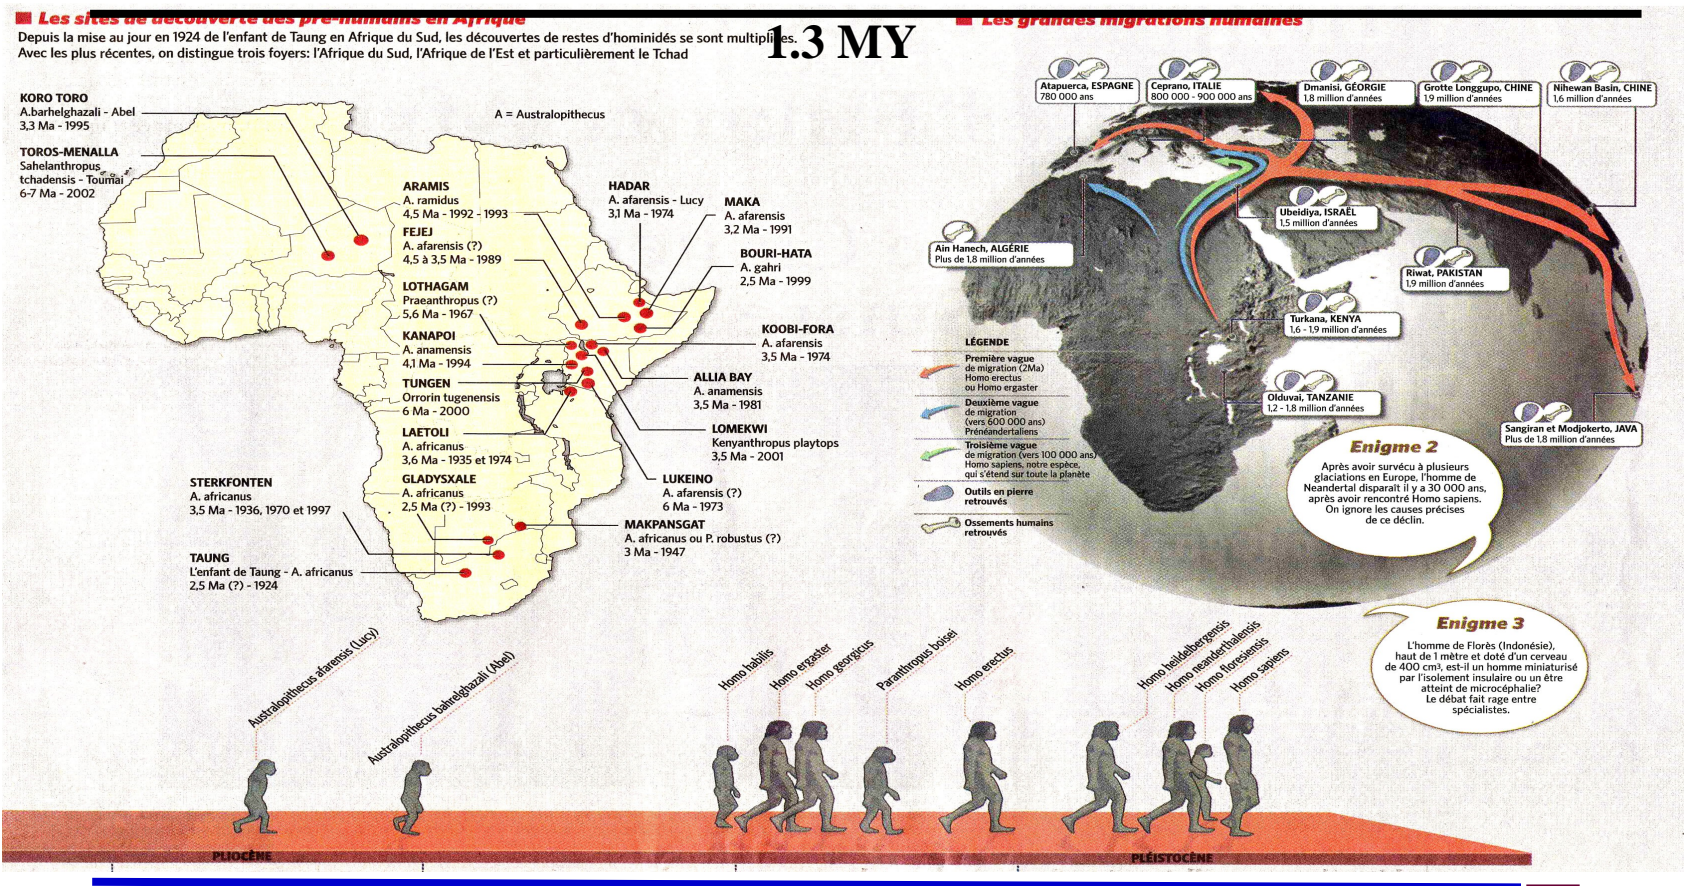 Les sites de découverte des pré-humains en Afrique
Depuis la mise au jour en 1924 de l'enfant de Taung en Afrique du Sud, les découvertes de restes d'hominidés se sont multipliées.
Avec les plus récentes, on distingue trois foyers: l'Afrique du Sud, l'Afrique de l'Est et particulièrement le Tchad
1.3 MY
KORO TORO
A.barhelghazali - Abel
3,3 Ma - 1995
TOROS-MENALLA
Sahelanthropus
tchadensis - Toumaï
6-7 Ma - 2002
A = Australopithecus
ARAMIS
A. ramidus
4,5 Ma - 1992 - 1993
FEJEJ
A. afarensis (?)
4,5 à 3,5 Ma - 1989
LOTHAGAM
Praeanthropus (?)
5,6 Ma - 1967
KANAPOI
A. anamensis
4,1 Ma - 1994
TUNGEN
Orrorin tugenensis
6 Ma - 2000
LAETOLI
A. africanus
3,6 Ma - 1935 et 1974
GLADYSXALE
A. africanus
2,5 Ma (?) - 1993
STERKFONTEN
A. africanus
3,5 Ma - 1936, 1970 et 1997
TAUNG
L'enfant de Taung - A. africanus
2,5 Ma (?) - 1924
HADAR
A. afarensis - Lucy
3,1 Ma - 1974
MAKA
A. afarensis
3,2 Ma - 1991
BOURI-HATA
A. gahri
2,5 Ma - 1999
KOOBI-FORA
A. afarensis
3,5 Ma - 1974
ALLIA BAY
A. anamensis
3,5 Ma - 1981
LOMEKWI
Kenyanthropus playtops
3,5 Ma - 2001
LUKEINO
A. afarensis (?)
6 Ma - 1973
MAKPANSGAT
A. africanus ou P. robustus (?)
3 Ma - 1947
Les grandes migrations humaines
Atapuerca, ESPAGNE
780 000 ans
Ceprano, ITALIE
800 000 - 900 000 ans
Dmanisi, GÉORGIE
1,8 million d'années
Grotte Longgupo, CHINE
1,9 million d'années
Nihewan Basin, CHINE
1,6 million d'années
Ubeidiya, ISRAËL
1,5 million d'années
Ain Hanech, ALGÉRIE
Plus de 1,8 million d'années
Riwat, PAKISTAN
1,9 million d'années
Turkana, KENYA
1,6 - 1,9 million d'années
Olduvai, TANZANIE
1,2 - 1,8 million d'années
Sangiran et Modjokerto, JAVA
Plus de 1,8 million d'années
LÉGENDE
Première vague
de migration (2Ma)
Homo erectus
ou Homo ergaster
Deuxième vague
de migration
(vers 600 000 ans)
Prénéandertaliens
Troisième vague
de migration (vers 100 000 ans)
Homo sapiens, notre espèce,
qui s'étend sur toute la planète
Outils en pierre
retrouvés
Ossements humains
retrouvés
Enigme 2
Après avoir survécu à plusieurs
glaciations en Europe, l'homme de
Neandertal disparaît il y a 30 000 ans,
après avoir rencontré Homo sapiens.
On ignore les causes précises
de ce déclin.
Enigme 3
L'homme de Florès (Indonésie),
haut de 1 mètre et doté d'un cerveau
de 400 cm³, est-il un homme miniaturisé
par l'isolement insulaire ou un être
atteint de microcéphalie?
Le débat fait rage entre
spécialistes.
Australopithecus afarensis (Lucy)
Australopithecus bahrelghazali (Abel)
Homo habilis
Homo ergaster
Homo georgicus
Paranthropus boisei
Homo erectus
Homo heildelbergensis
Homo neanderthalensis
Homo floresiensis
Homo sapiens
PLIOCÈNE
PLÉISTOCÈNE